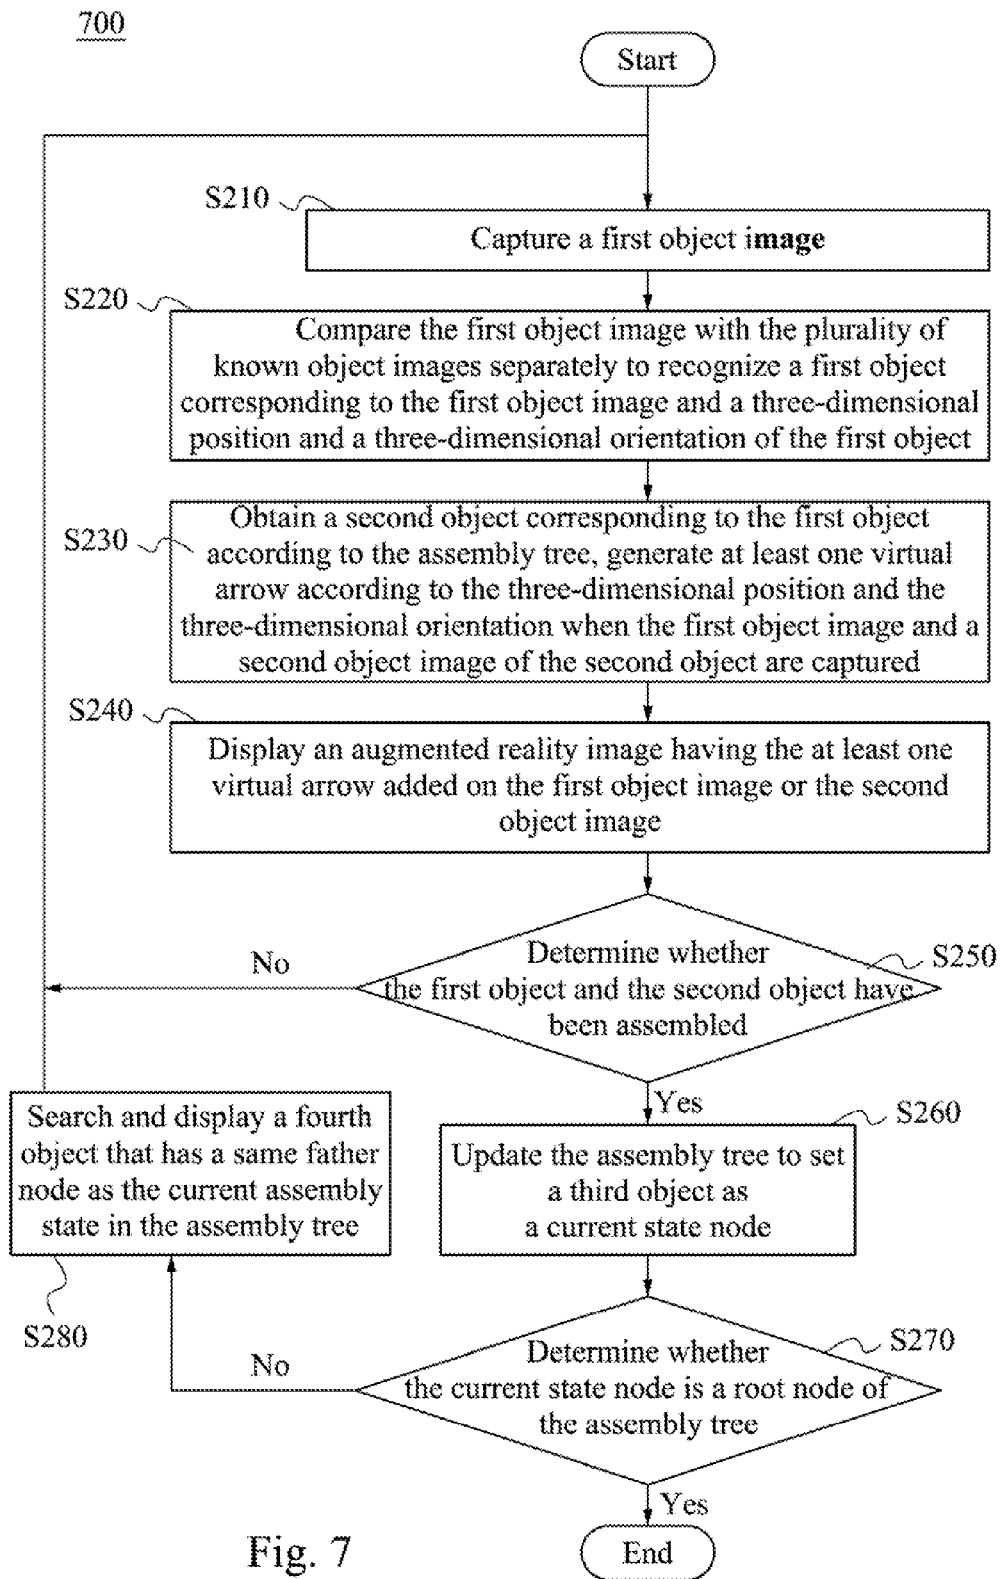 700
Start
S210
Capture a first object image
S220
Compare the first object image with the plurality of
known object images separately to recognize a first object
corresponding to the first object image and a three-dimensional
position and a three-dimensional orientation of the first object
S230
Obtain a second object corresponding to the first object
according to the assembly tree, generate at least one virtual
arrow according to the three-dimensional position and the
three-dimensional orientation when the first object image and a
second object image of the second object are captured
S240
Display an augmented reality image having the at least one
virtual arrow added on the first object image or the second
object image
S250
Determine whether
the first object and the second object have
been assembled
No
Yes
S260
Update the assembly tree to set
a third object as
a current state node
Search and display a fourth
object that has a same father
node as the current assembly
state in the assembly tree
S280
S270
Determine whether
the current state node is a root node of
the assembly tree
No
Yes
End
Fig. 7